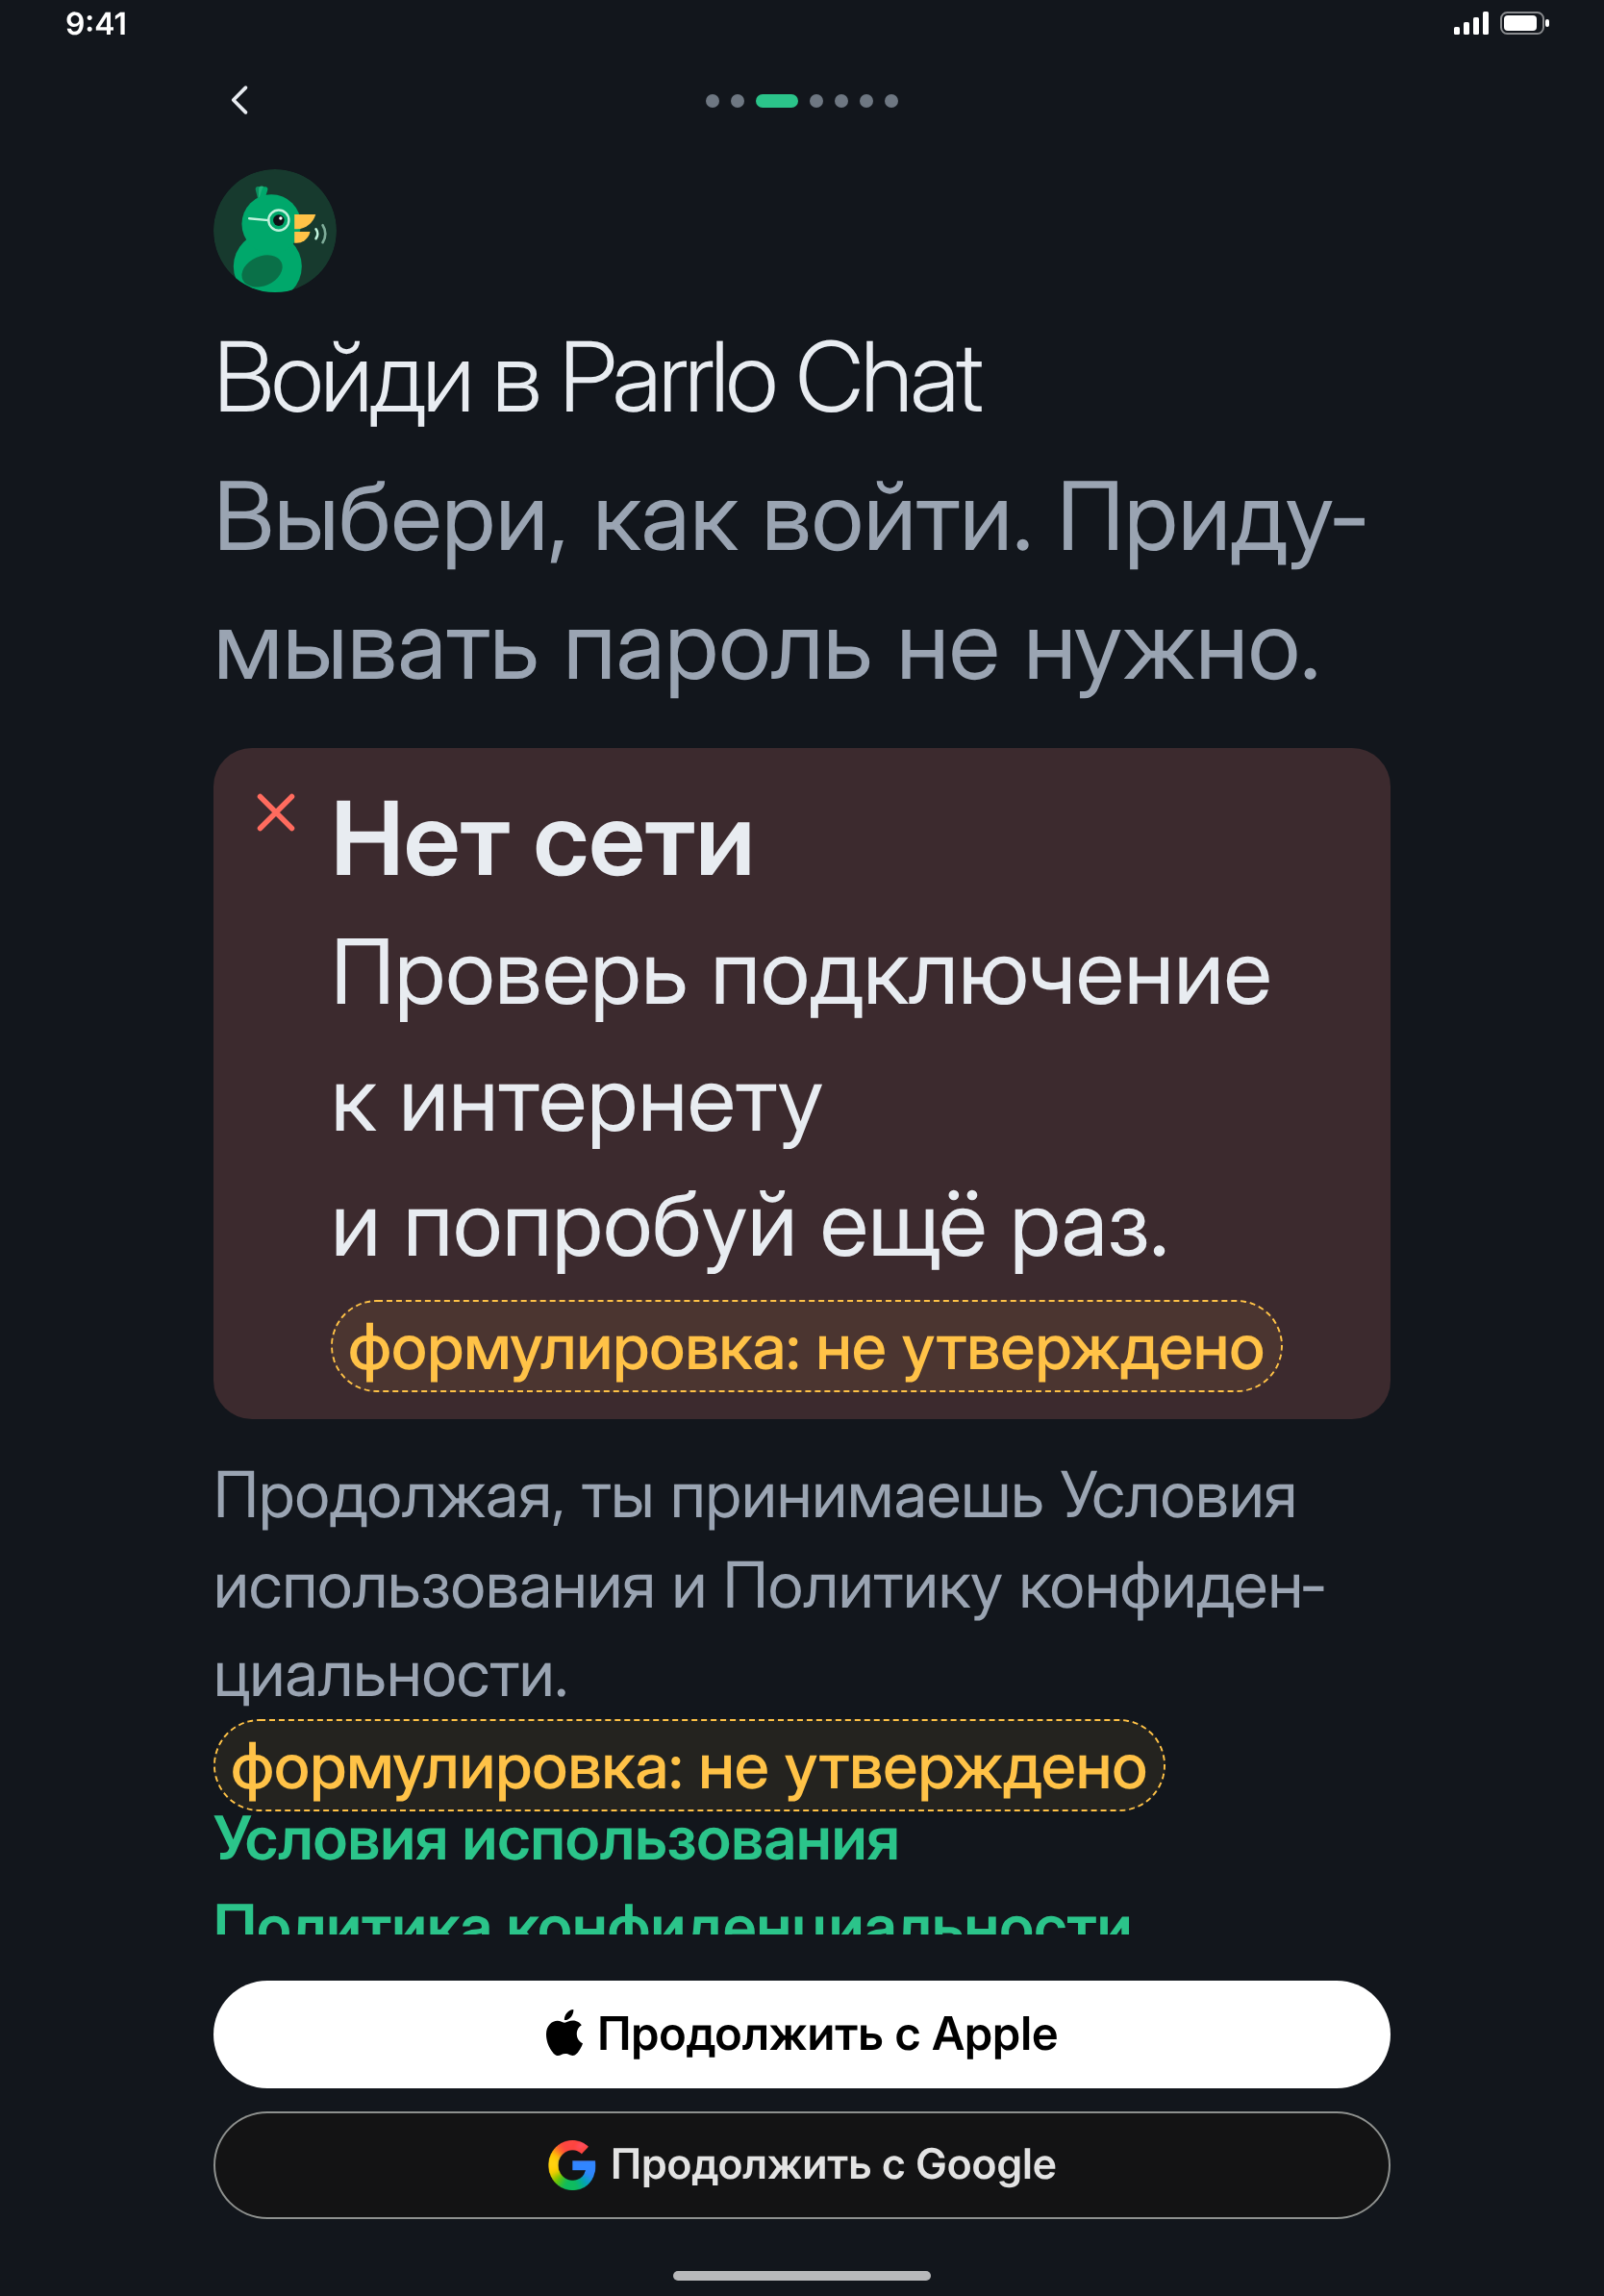 9:41
Войди в Parrlo Chat
Выбери, как войти. Приду-
мывать пароль не нужно.
Нет сети
Проверь подключение
к интернету
и попробуй ещё раз.
формулировка: не утверждено
Продолжая, ты принимаешь Условия
использования и Политику конфиден-
циальности.
формулировка: не утверждено
Условия использования
Политика конфиденциальности
Продолжить с Apple
Продолжить с Google